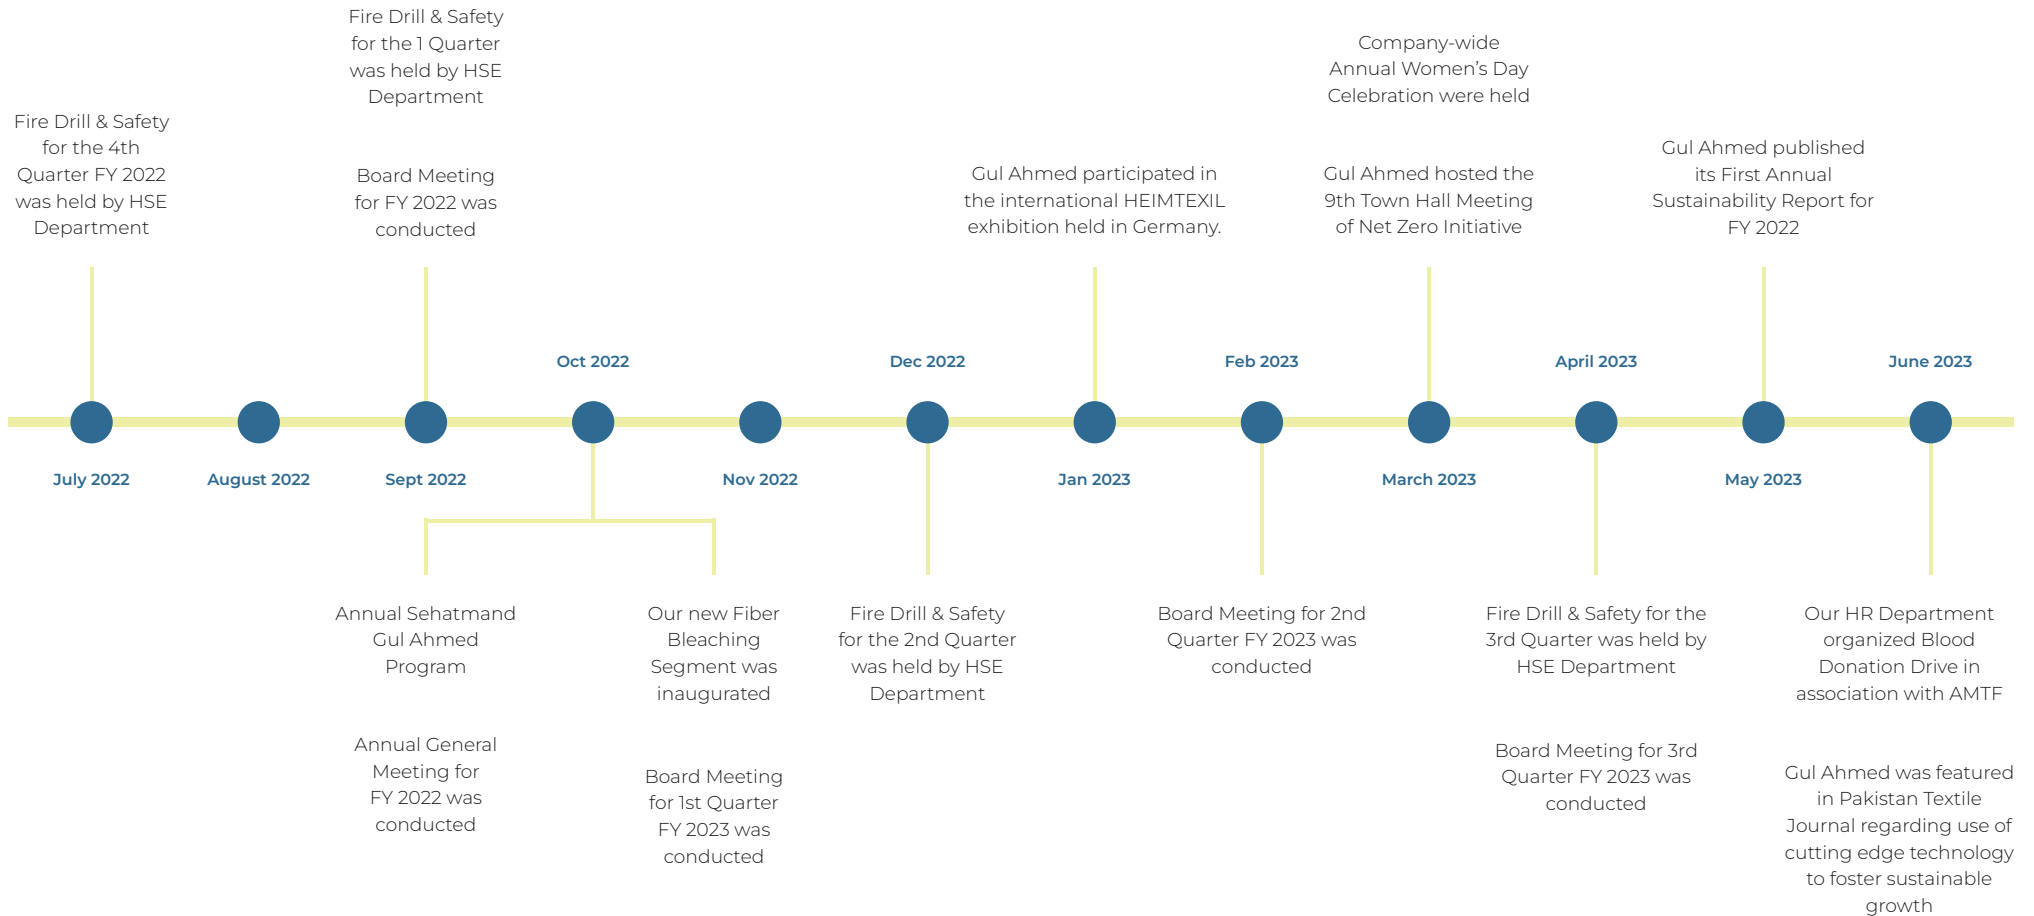 Fire Drill & Safety
for the 4th
Quarter FY 2022
was held by HSE
Department
Fire Drill & Safety
for the 1 Quarter
was held by HSE
Department
Board Meeting
for FY 2022 was
conducted
Gul Ahmed participated in
the international HEIMTEXIL
exhibition held in Germany.
Company-wide
Annual Women's Day
Celebration were held
Gul Ahmed hosted the
9th Town Hall Meeting
of Net Zero Initiative
Gul Ahmed published
its First Annual
Sustainability Report for
FY 2022
Oct 2022
Dec 2022
Feb 2023
April 2023
June 2023
July 2022
August 2022
Sept 2022
Nov 2022
Jan 2023
March 2023
May 2023
Annual Sehatmand
Gul Ahmed
Program
Annual General
Meeting for
FY 2022 was
conducted
Our new Fiber
Bleaching
Segment was
inaugurated
Board Meeting
for 1st Quarter
FY 2023 was
conducted
Fire Drill & Safety
for the 2nd Quarter
was held by HSE
Department
Board Meeting for 2nd
Quarter FY 2023 was
conducted
Fire Drill & Safety for the
3rd Quarter was held by
HSE Department
Board Meeting for 3rd
Quarter FY 2023 was
conducted
Our HR Department
organized Blood
Donation Drive in
association with AMTF
Gul Ahmed was featured
in Pakistan Textile
Journal regarding use of
cutting edge technology
to foster sustainable
growth